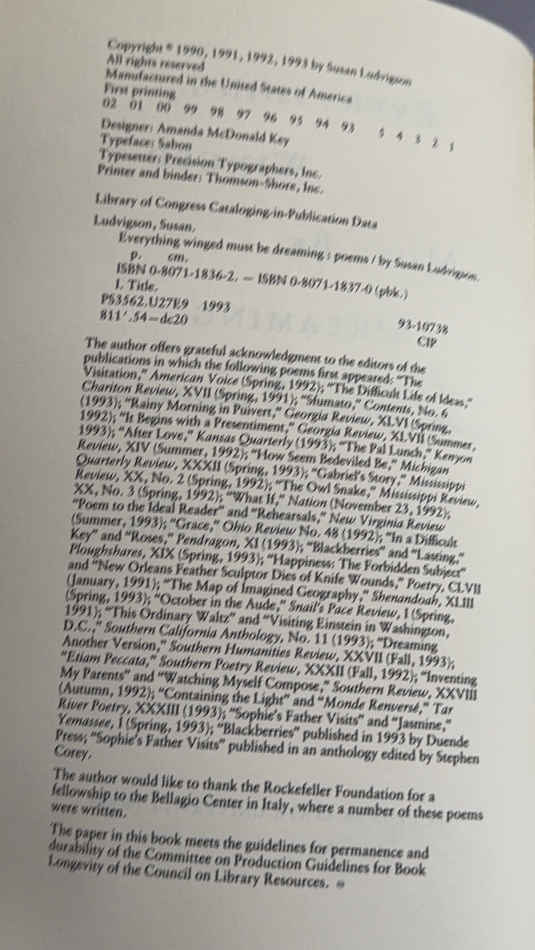 Copyright © 1990, 1991, 1992, 1993 by Susan Ludvigson
All rights reserved
Manufactured in the United States of America
First printing
02 01 00 99 98 97 96 95 94 93 5 4 3 2 1
Designer: Amanda McDonald Key
Typeface: Sabon
Typesetter: Precision Typographers, Inc.
Printer and binder: Thomson-Shore, Inc.
Library of Congress Cataloging-in-Publication Data
Ludvigson, Susan.
Everything winged must be dreaming : poems / by Susan Ludvigson.
p. cm.
ISBN 0-8071-1836-2. — ISBN 0-8071-1837-0 (pbk.)
I. Title.
PS3562.U27E9 1993
811'.54—dc20 93-10738
CIP
The author offers grateful acknowledgment to the editors of the
publications in which the following poems first appeared: "The
Visitation," American Voice (Spring, 1992); "The Difficult Life of Ideas,"
Chariton Review, XVII (Spring, 1991); "Sfumato," Contents, No. 6
(1993); "Rainy Morning in Puivert," Georgia Review, XLVI (Spring,
1992); "It Begins with a Presentiment," Georgia Review, XLVII (Summer,
1993); "After Love," Kansas Quarterly (1993); "The Pal Lunch," Kenyon
Review, XIV (Summer, 1992); "How Seem Bedeviled Be," Michigan
Quarterly Review, XXXII (Spring, 1993); "Gabriel's Story," Mississippi
Review, XX, No. 2 (Spring, 1992); "The Owl Snake," Mississippi Review,
XX, No. 3 (Spring, 1992); "What If," Nation (November 23, 1992);
"Poem to the Ideal Reader" and "Rehearsals," New Virginia Review
(Summer, 1993); "Grace," Ohio Review No. 48 (1992); "In a Difficult
Key" and "Roses," Pendragon, XI (1993); "Blackberries" and "Lasting,"
Ploughshares, XIX (Spring, 1993); "Happiness: The Forbidden Subject"
and "New Orleans Feather Sculptor Dies of Knife Wounds," Poetry, CLVII
(January, 1991); "The Map of Imagined Geography," Shenandoah, XLIII
(Spring, 1993); "October in the Aude," Snail's Pace Review, I (Spring,
1991); "This Ordinary Waltz" and "Visiting Einstein in Washington,
D.C.," Southern California Anthology, No. 11 (1993); "Dreaming
Another Version," Southern Humanities Review, XXVII (Fall, 1993);
"Etiam Peccata," Southern Poetry Review, XXXII (Fall, 1992); "Inventing
My Parents" and "Watching Myself Compose," Southern Review, XXVIII
(Autumn, 1992); "Containing the Light" and "Monde Renversé," Tar
River Poetry, XXXIII (1993); "Sophie's Father Visits" and "Jasmine,"
Yemassee, I (Spring, 1993); "Blackberries" published in 1993 by Duende
Press; "Sophie's Father Visits" published in an anthology edited by Stephen
Corey.
The author would like to thank the Rockefeller Foundation for a
fellowship to the Bellagio Center in Italy, where a number of these poems
were written.
The paper in this book meets the guidelines for permanence and
durability of the Committee on Production Guidelines for Book
Longevity of the Council on Library Resources. ∞